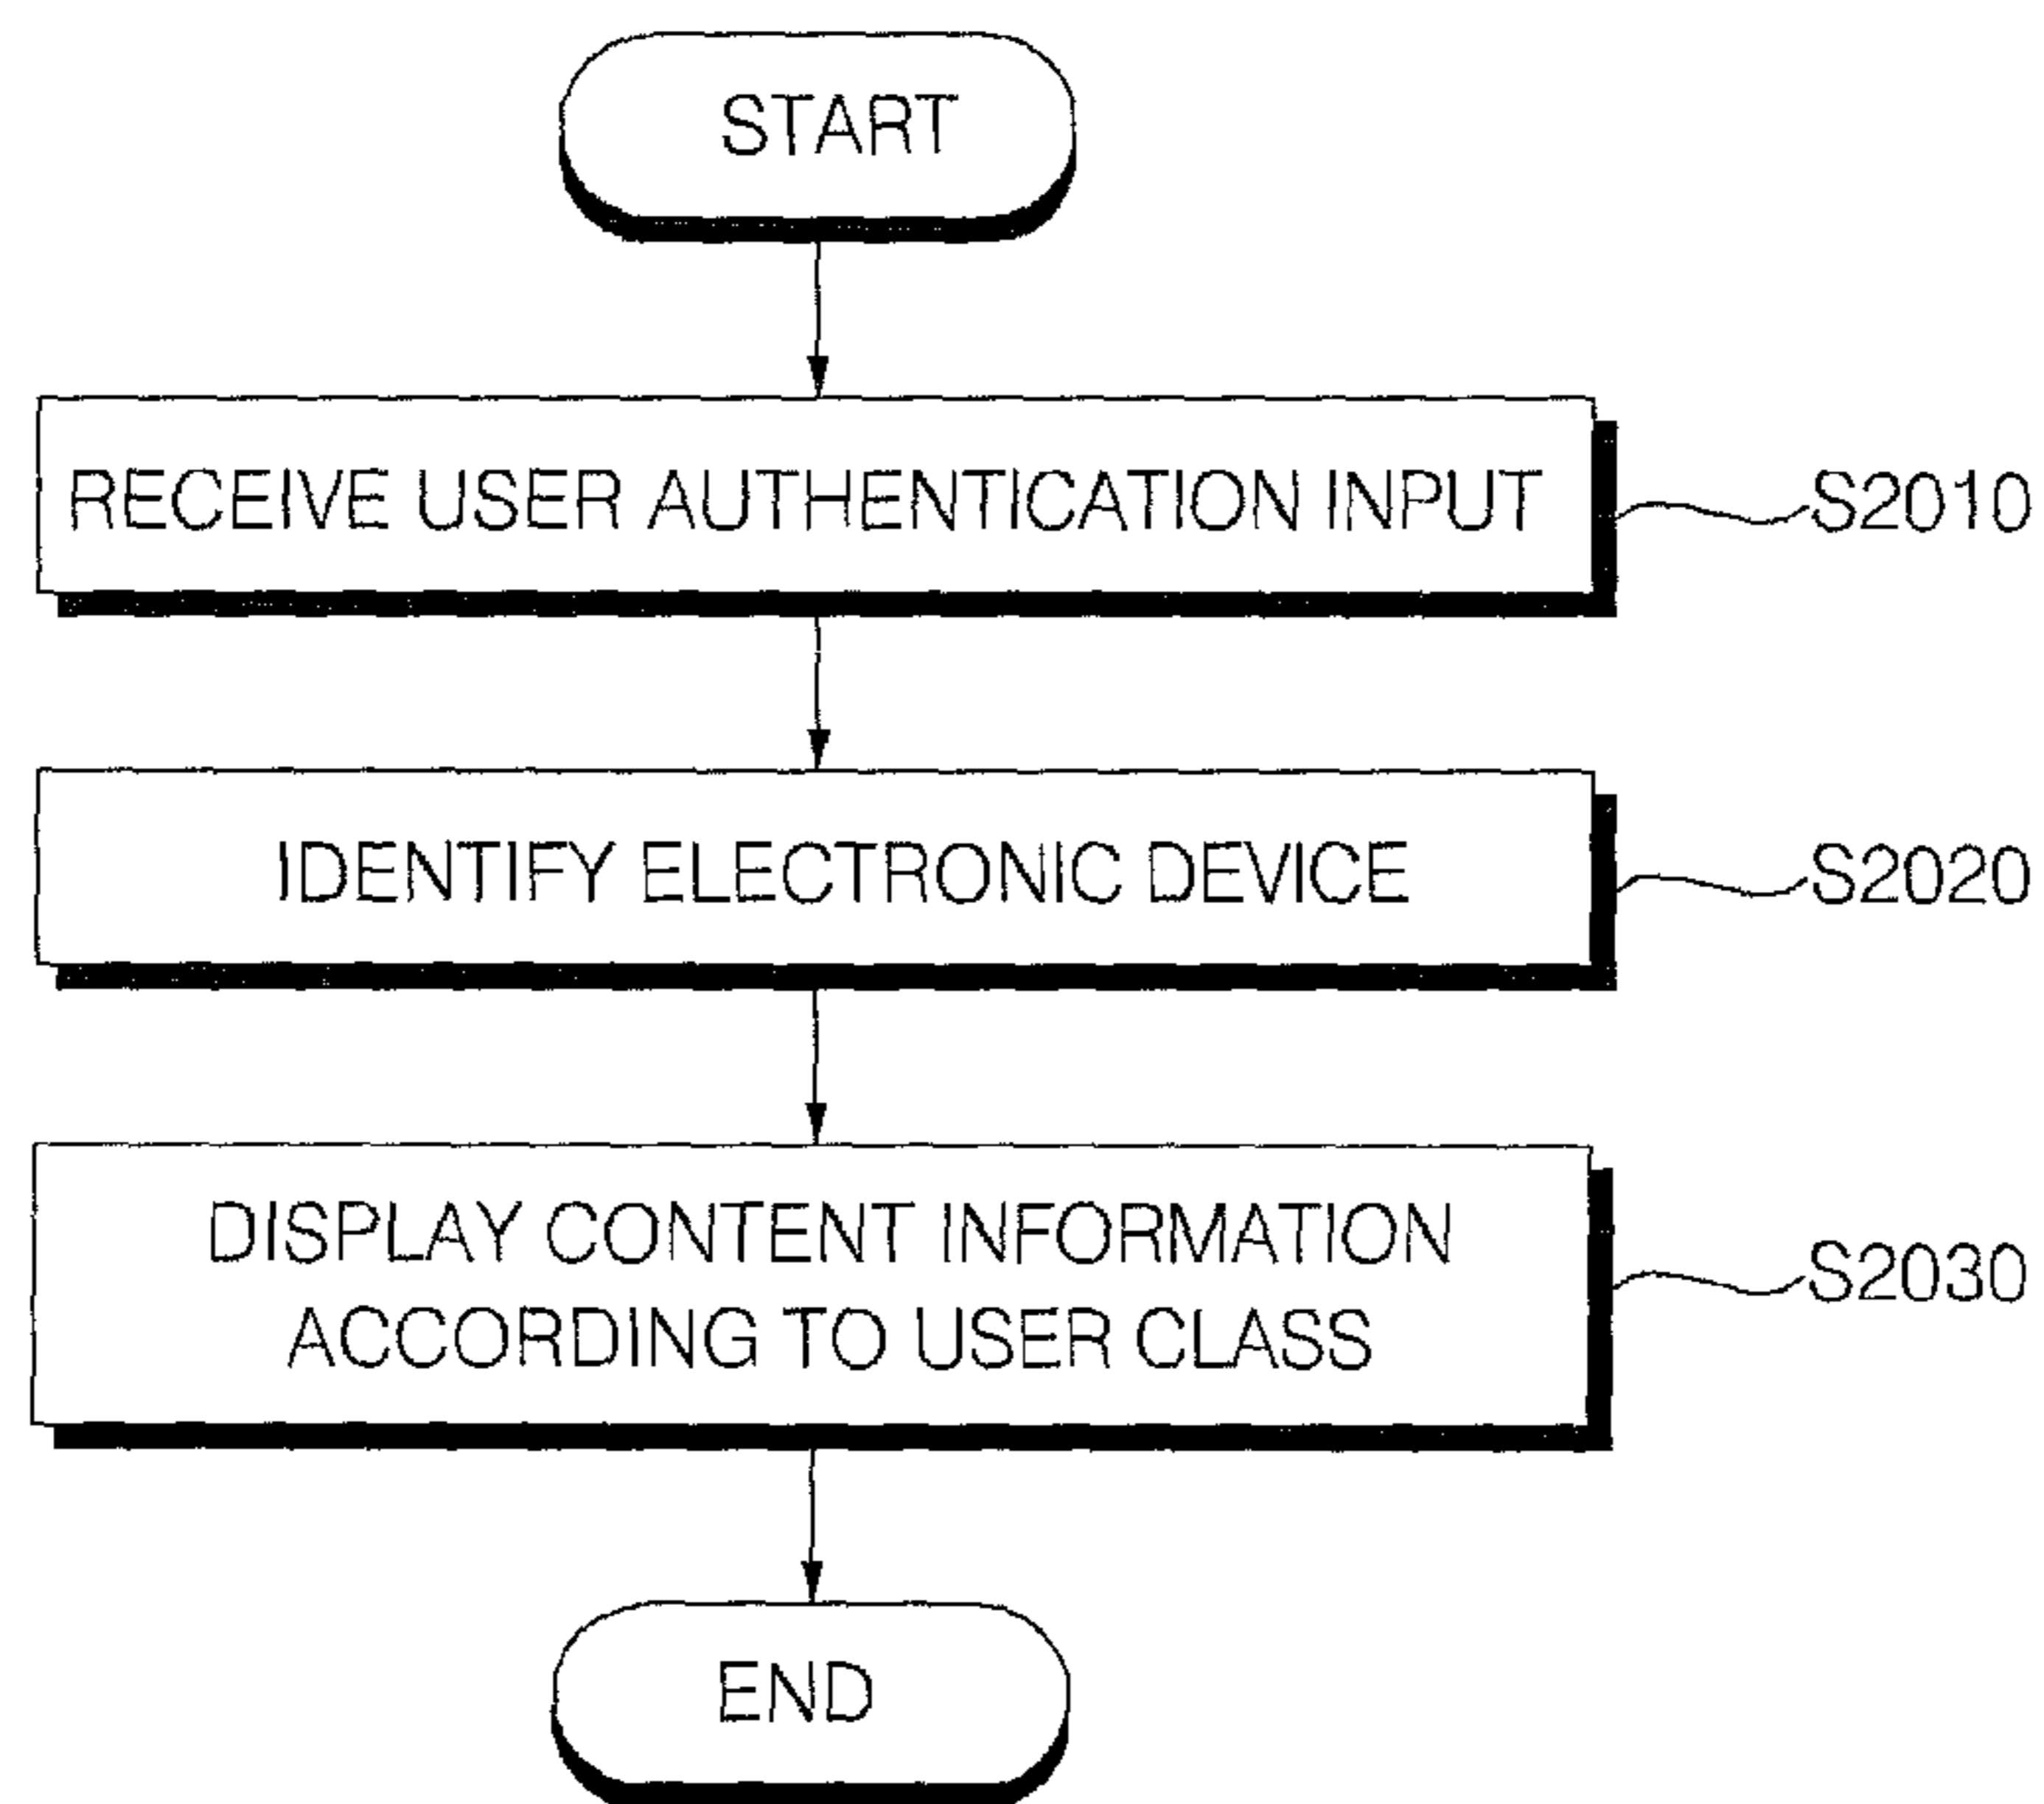 START
RECEIVE USER AUTHENTICATION INPUT
S2010
IDENTIFY ELECTRONIC DEVICE
S2020
DISPLAY CONTENT INFORMATION
ACCORDING TO USER CLASS
S2030
END